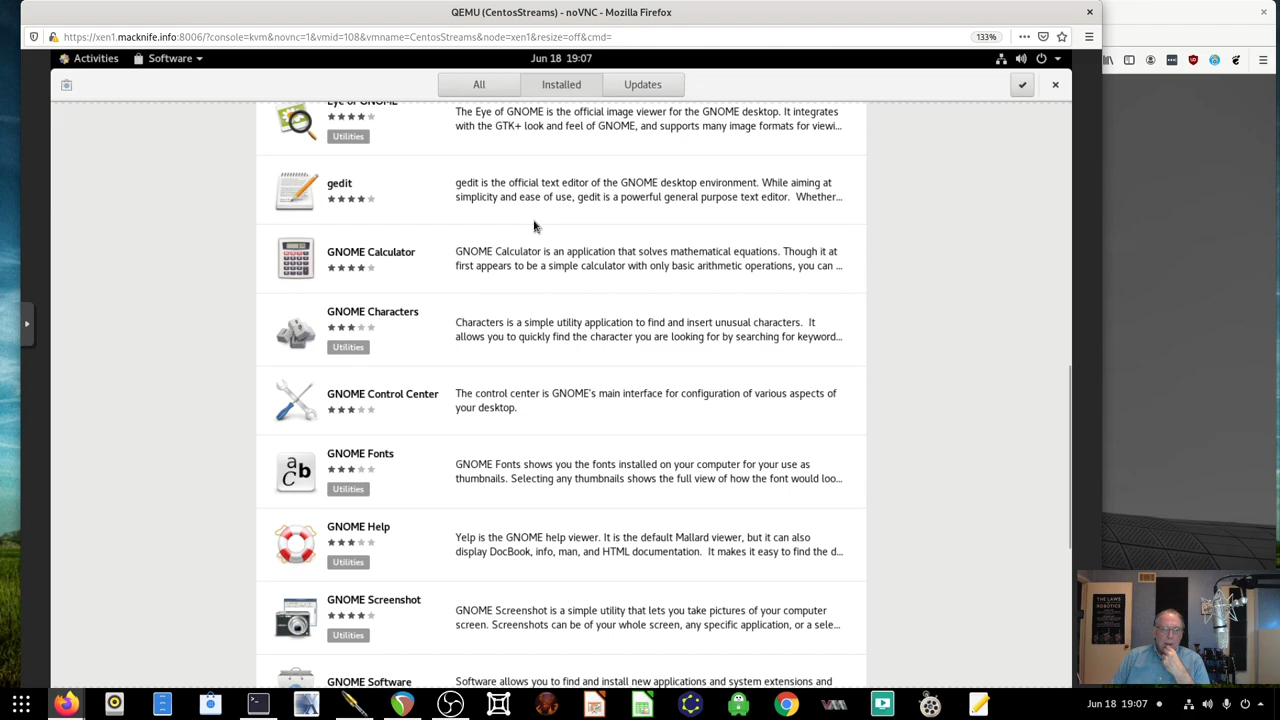 QEMU (CentosStreams) - noVNC - Mozilla Firefox
https://xen1.macknife.info:8006/?console=kvm&novnc=1&vmid=108&vmname=CentosStreams&node=xen1&resize=off&cmd=
133%
Activities
Software
Jun 18 19:07
All
Installed
Updates
Eye of GNOME
Utilities
The Eye of GNOME is the official image viewer for the GNOME desktop. It integrates
with the GTK+ look and feel of GNOME, and supports many image formats for viewi...
gedit
gedit is the official text editor of the GNOME desktop environment. While aiming at
simplicity and ease of use, gedit is a powerful general purpose text editor. Whether...
GNOME Calculator
GNOME Calculator is an application that solves mathematical equations. Though it at
first appears to be a simple calculator with only basic arithmetic operations, you can ...
GNOME Characters
Utilities
Characters is a simple utility application to find and insert unusual characters. It
allows you to quickly find the character you are looking for by searching for keyword...
GNOME Control Center
The control center is GNOME's main interface for configuration of various aspects of
your desktop.
GNOME Fonts
Utilities
GNOME Fonts shows you the fonts installed on your computer for your use as
thumbnails. Selecting any thumbnails shows the full view of how the font would loo...
GNOME Help
Utilities
Yelp is the GNOME help viewer. It is the default Mallard viewer, but it can also
display DocBook, info, man, and HTML documentation. It makes it easy to find the d...
GNOME Screenshot
Utilities
GNOME Screenshot is a simple utility that lets you take pictures of your computer
screen. Screenshots can be of your whole screen, any specific application, or a sele...
GNOME Software
Software allows you to find and install new applications and system extensions and
THE LAWS
ROBOTICS
Jun 18 19:07